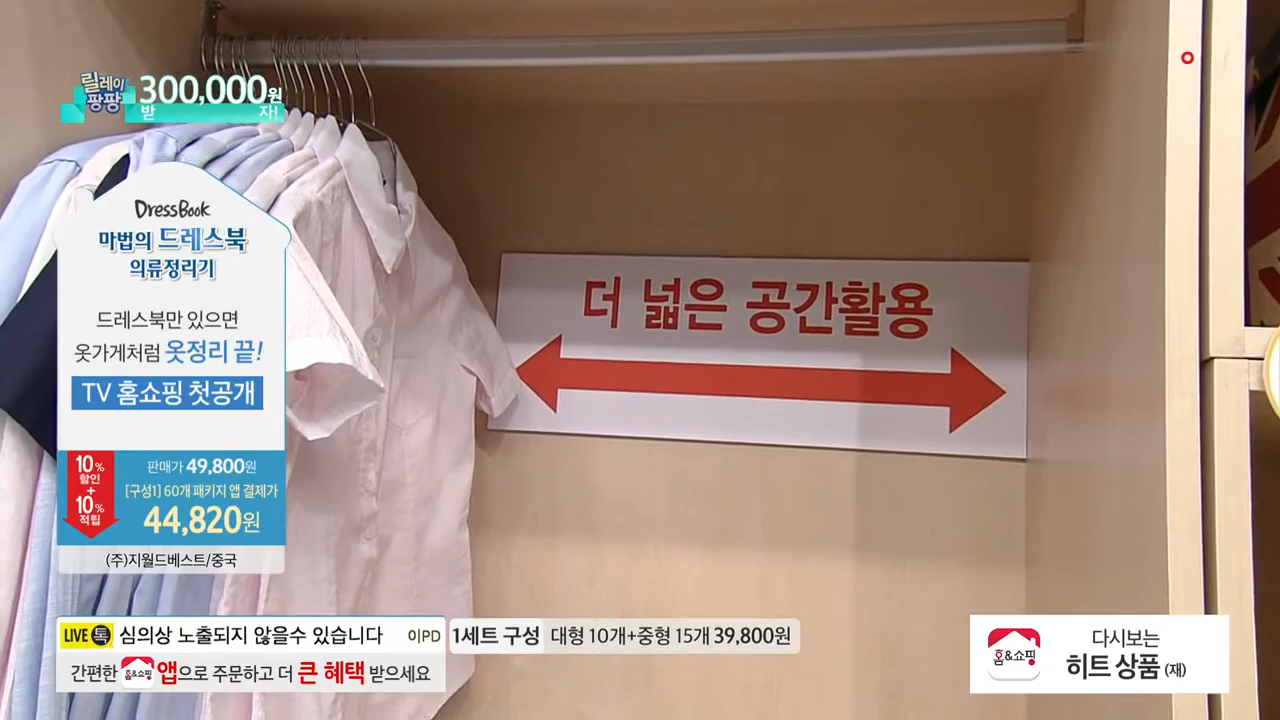 릴레이
팡팡
300,000원
받 자!
DressBook
마법의 드레스북
의류정리기
드레스북만 있으면
옷가게처럼 옷정리 끝!
TV 홈쇼핑 첫공개
10%
할인
+
10%
적립
판매가 49,800원
[구성1] 60개 패키지 앱 결제가
44,820원
(주)지월드베스트/중국
더 넓은 공간활용
LIVE 톡 심의상 노출되지 않을수 있습니다 이PD
1세트 구성 대형 10개+중형 15개 39,800원
간편한 홈&쇼핑 앱으로 주문하고 더 큰 혜택 받으세요
홈&쇼핑
다시보는
히트 상품 (재)